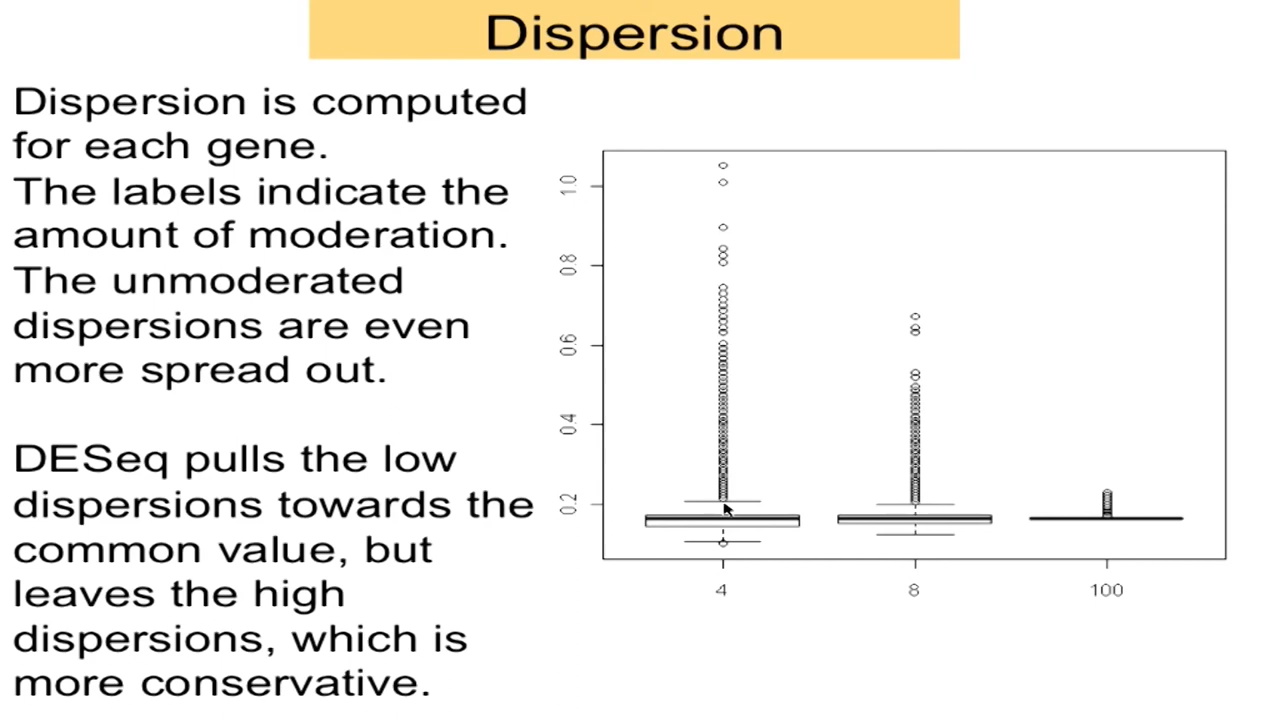 Dispersion
Dispersion is computed
for each gene.
The labels indicate the
amount of moderation.
The unmoderated
dispersions are even
more spread out.
DESeq pulls the low
dispersions towards the
common value, but
leaves the high
dispersions, which is
more conservative.
1.0
0.8
0.6
0.4
0.2
4 8 100